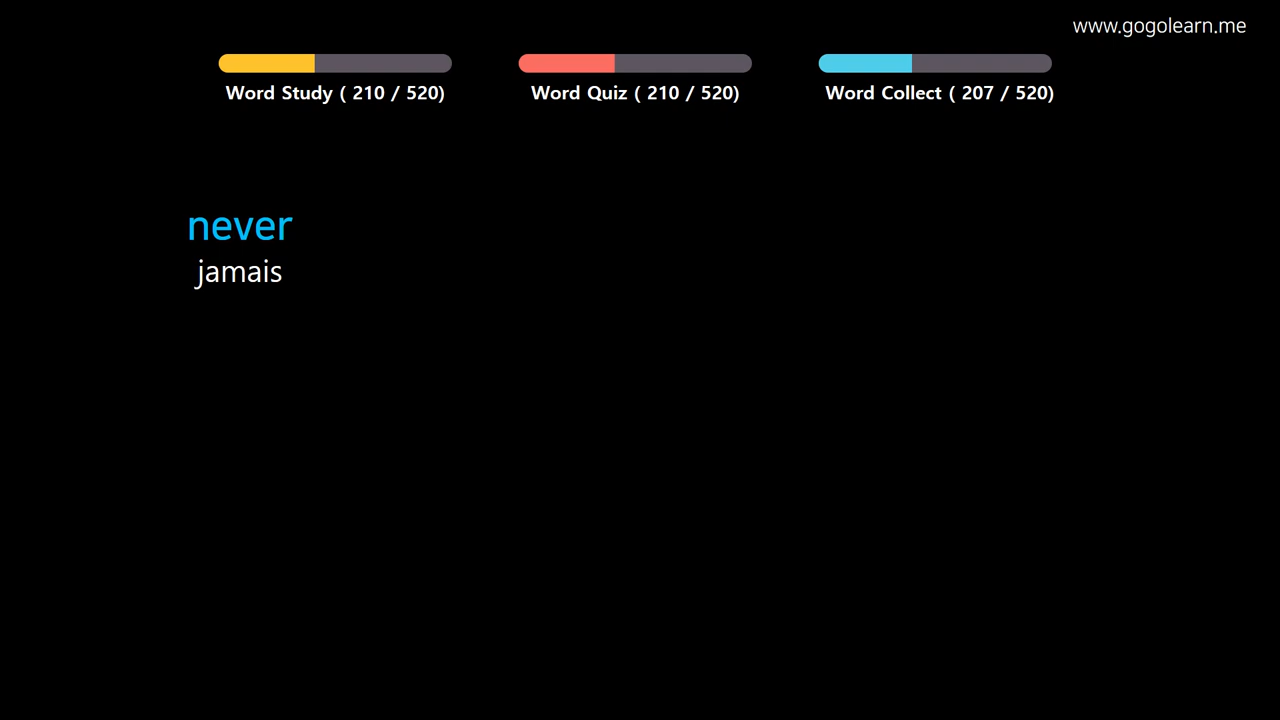 www.gogolearn.me
Word Study ( 210 / 520)
Word Quiz ( 210 / 520)
Word Collect ( 207 / 520)
never
jamais